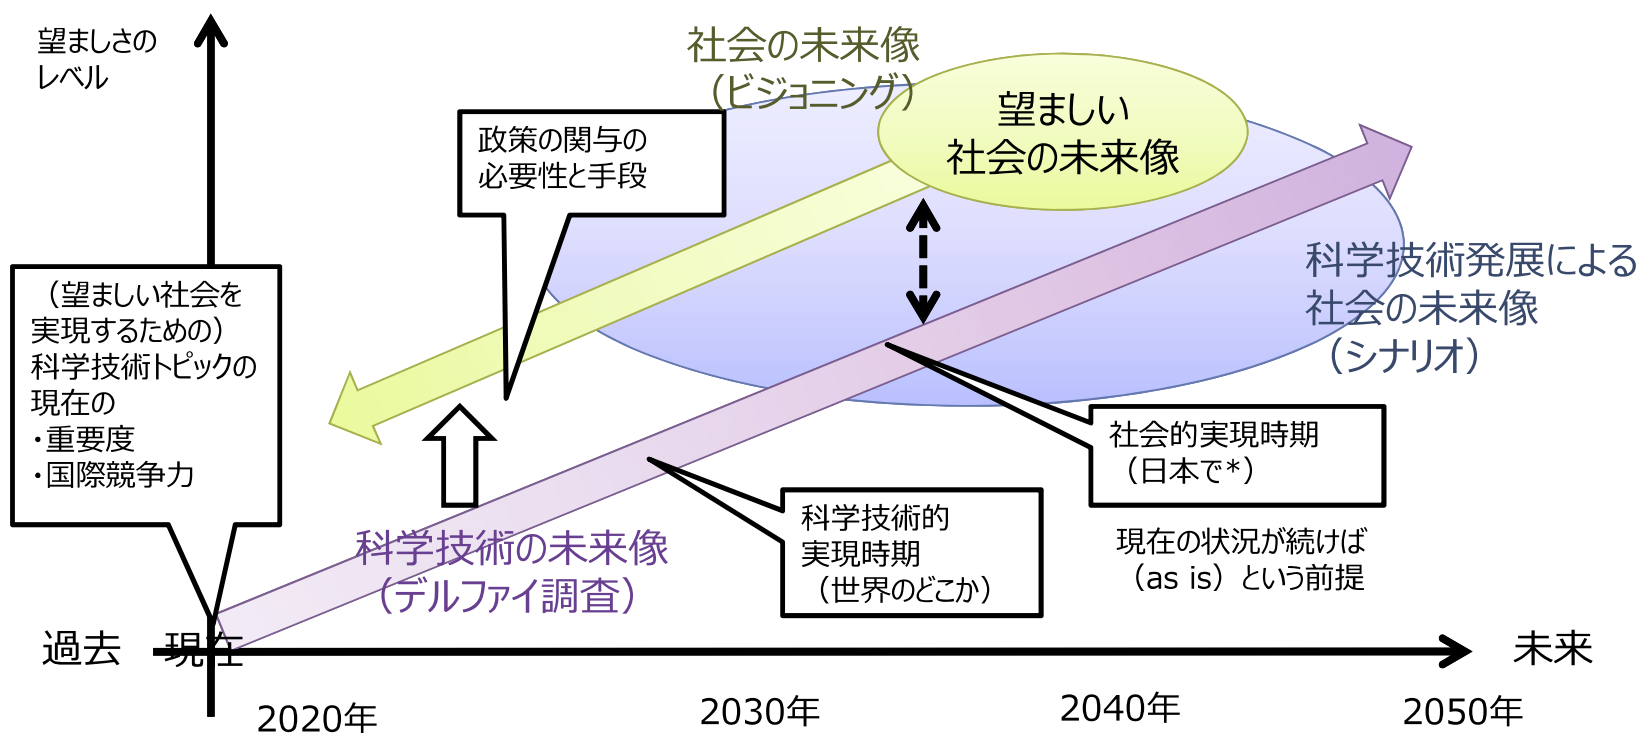 望ましさの
レベル
社会の未来像
（ビジョニング）
望ましい
社会の未来像
政策の関与の
必要性と手段
（望ましい社会を
実現するための）
科学技術トピックの
現在の
・重要度
・国際競争力
科学技術発展による
社会の未来像
（シナリオ）
社会的実現時期
（日本で*）
科学技術的
実現時期
（世界のどこか）
現在の状況が続けば
（as is）という前提
科学技術の未来像
（デルファイ調査）
過去
現在
未来
2020年
2030年
2040年
2050年